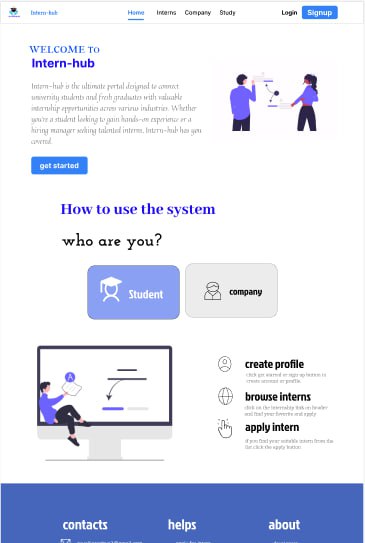 Intern-hub
Home Interns Company Study
Login Signup
WELCOME TO
Intern-hub
Intern-hub is the ultimate portal designed to connect
university students and fresh graduates with valuable
internship opportunities across various industries. Whether
you're a student looking to gain hands-on experience or a
hiring manager seeking talented interns, Intern-hub has you
covered.
get started
How to use the system
who are you?
Student
company
A
create profile
click get started or sign up button to
create account or profile.
browse interns
click on the internship link on header
and find your favorite and apply
apply intern
if you find your suitable intern from the
list click the apply button
contacts helps about